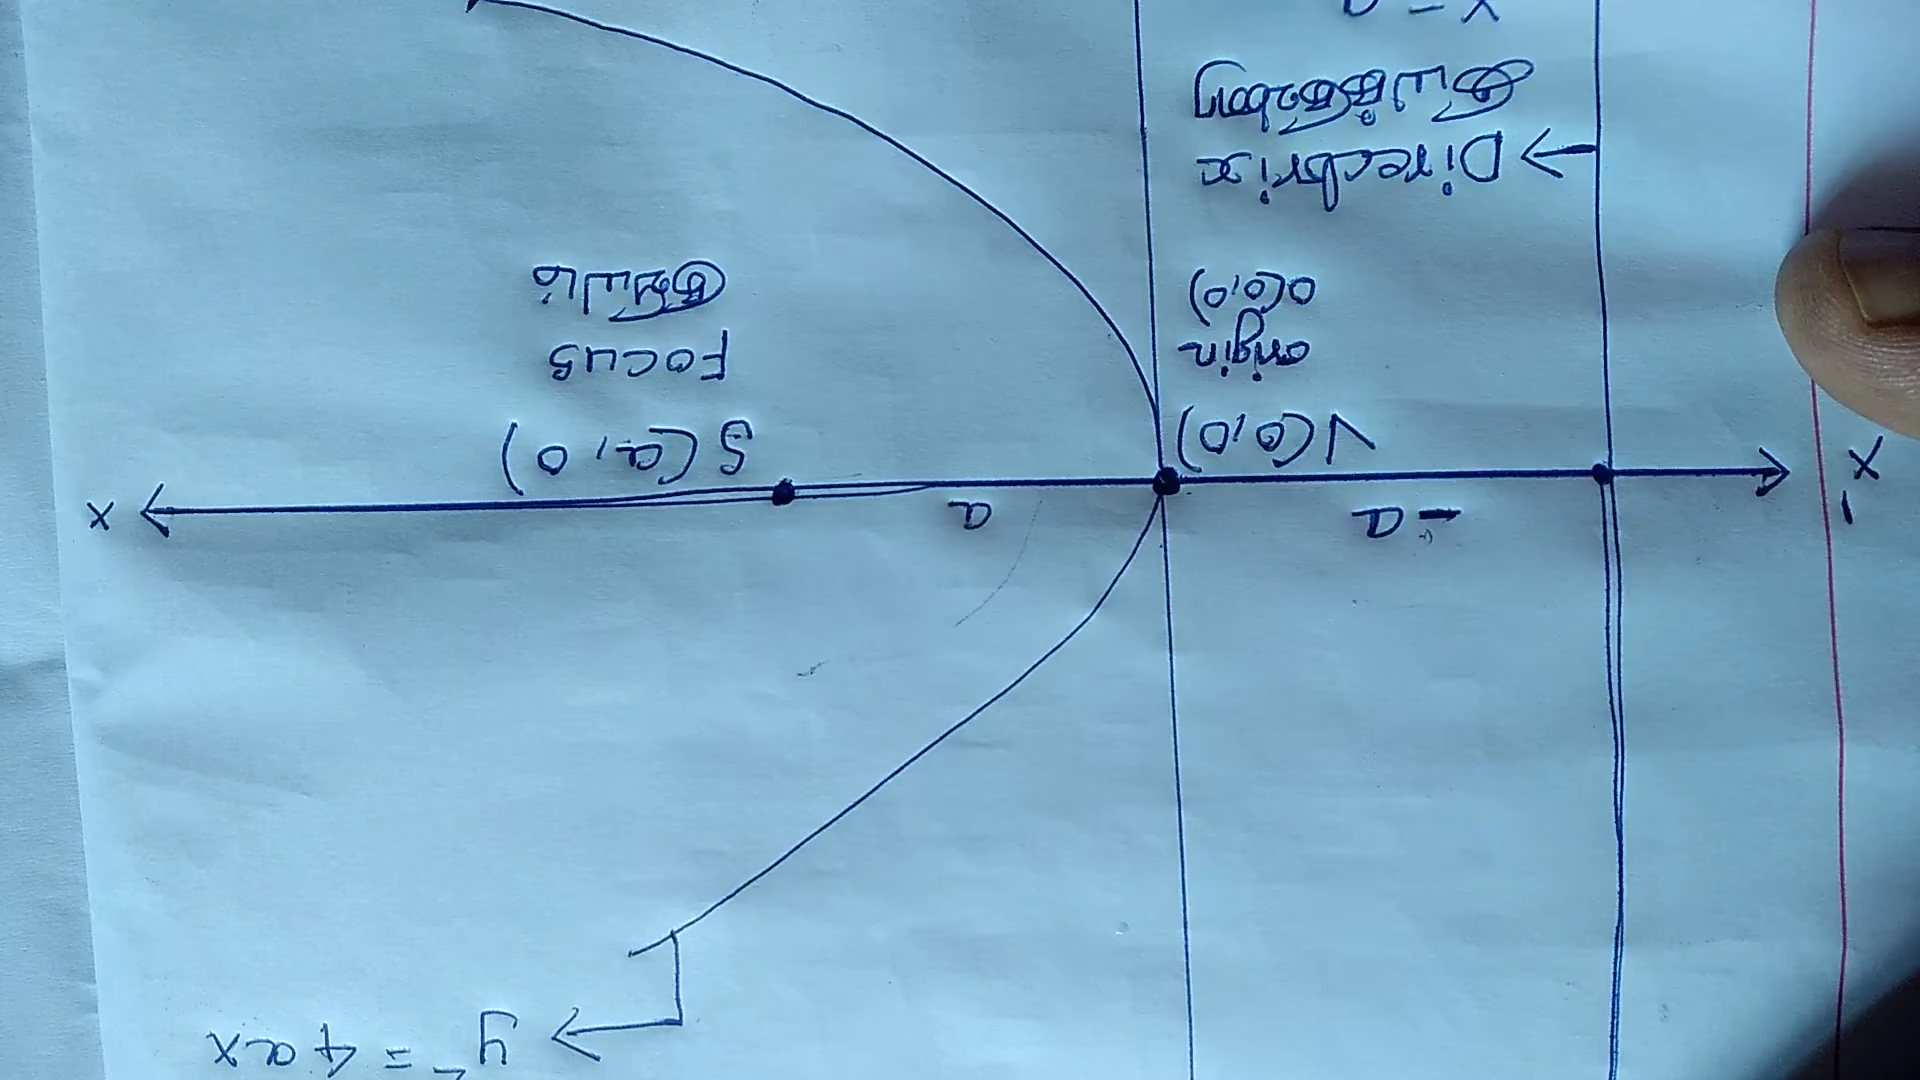 y² = 4ax
X'
-a
a
X
V(0,0)
S(a,0)
origin
Focus
O(0,0)
குவியம்
→ Directrix
இயக்குவரை